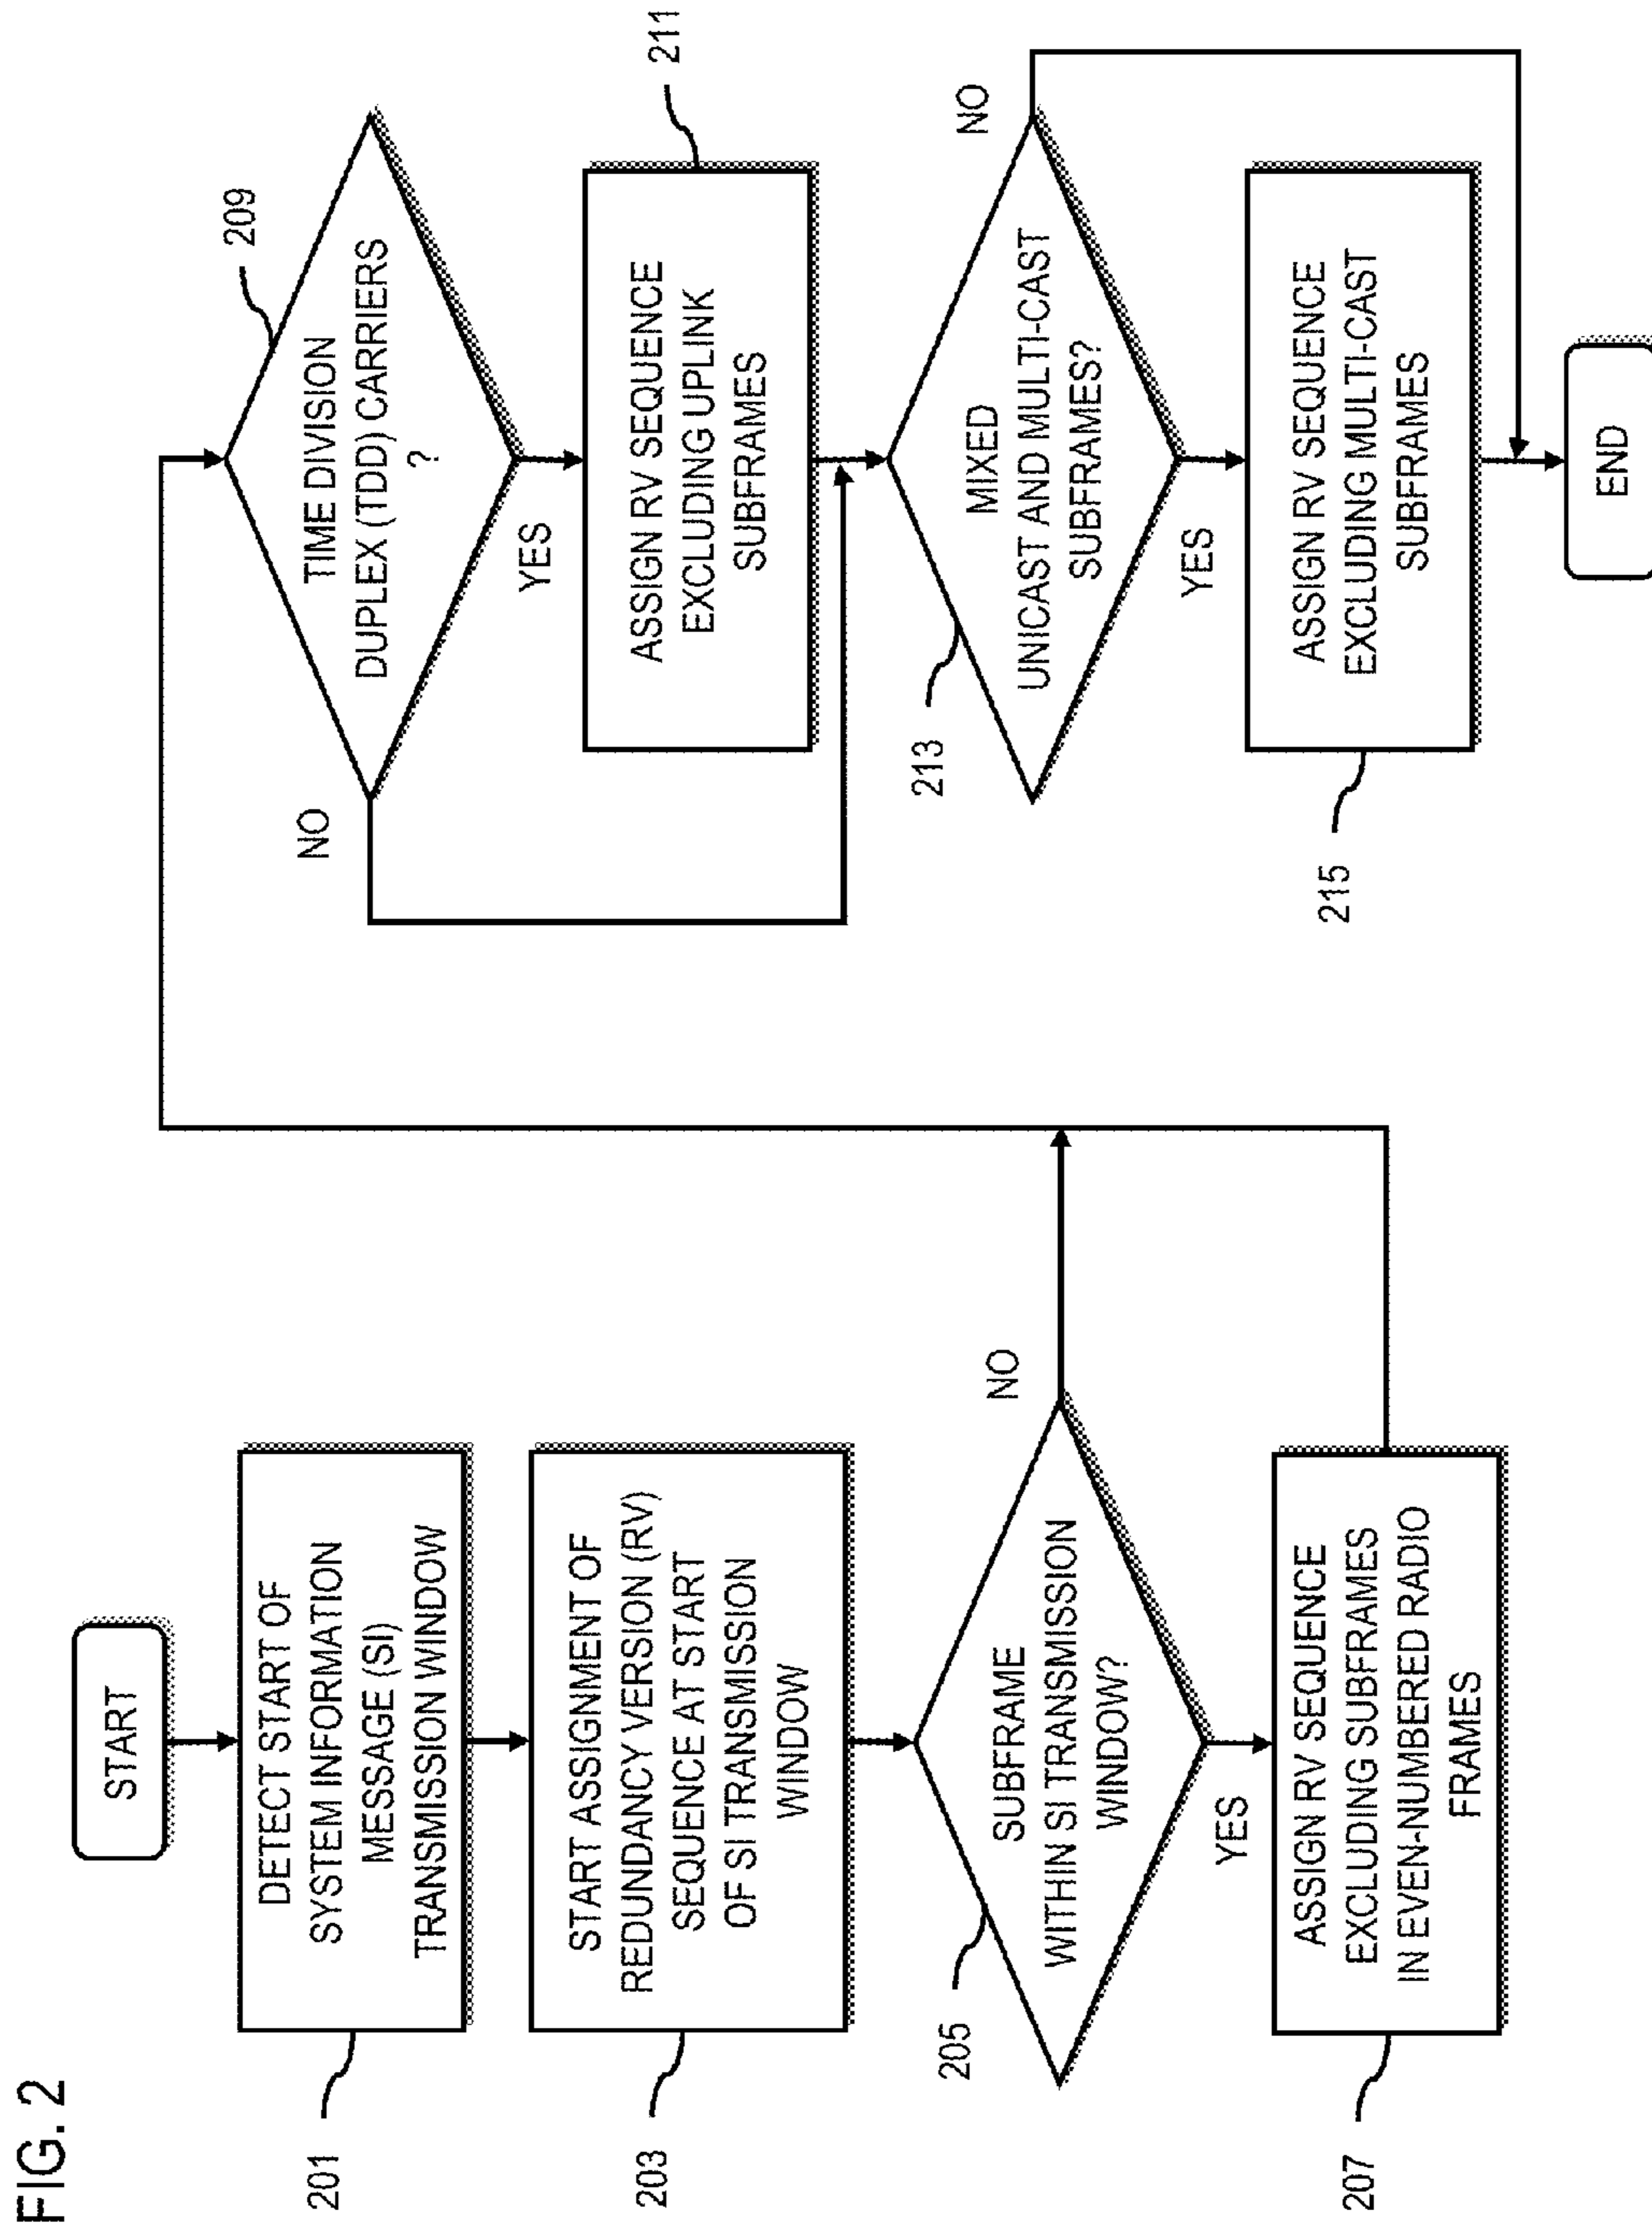 FIG. 2
START
DETECT START OF
SYSTEM INFORMATION
MESSAGE (SI)
TRANSMISSION WINDOW
201
START ASSIGNMENT OF
REDUNDANCY VERSION (RV)
SEQUENCE AT START
OF SI TRANSMISSION
WINDOW
203
SUBFRAME
WITHIN SI TRANSMISSION
WINDOW?
205
NO
YES
ASSIGN RV SEQUENCE
EXCLUDING SUBFRAMES
IN EVEN-NUMBERED RADIO
FRAMES
207
TIME DIVISION
DUPLEX (TDD) CARRIERS
?
209
NO
YES
ASSIGN RV SEQUENCE
EXCLUDING UPLINK
SUBFRAMES
211
MIXED
UNICAST AND MULTI-CAST
SUBFRAMES?
213
NO
YES
ASSIGN RV SEQUENCE
EXCLUDING MULTI-CAST
SUBFRAMES
215
END